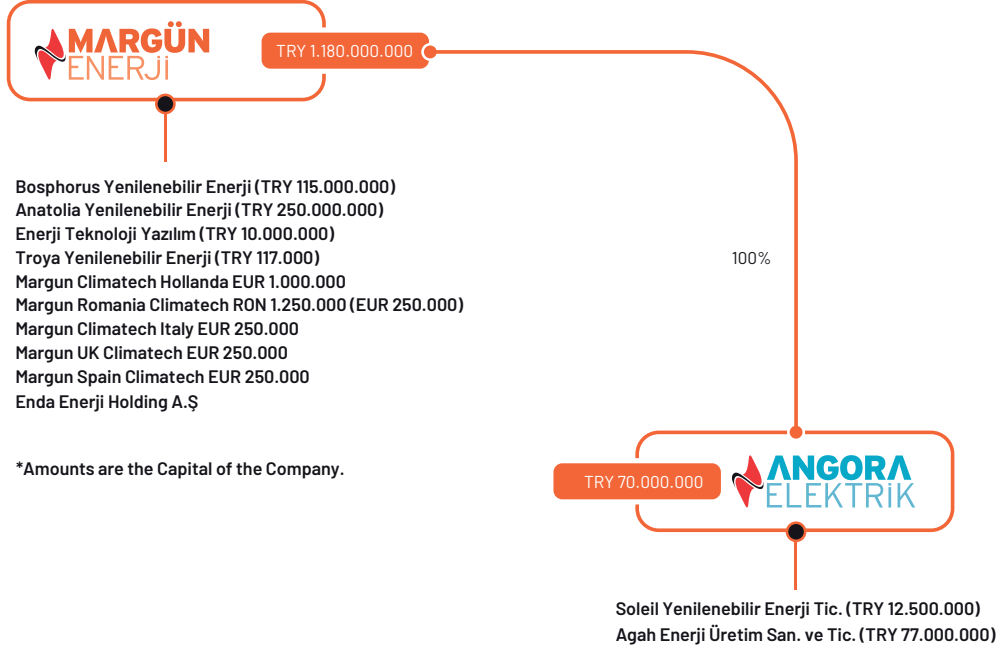 MARGÜN
ENERJİ
TRY 1.180.000.000
Bosphorus Yenilenebilir Enerji (TRY 115.000.000)
Anatolia Yenilenebilir Enerji (TRY 250.000.000)
Enerji Teknoloji Yazılım (TRY 10.000.000)
Troya Yenilenebilir Enerji (TRY 117.000)
Margun Climatech Hollanda EUR 1.000.000
Margun Romania Climatech RON 1.250.000 (EUR 250.000)
Margun Climatech Italy EUR 250.000
Margun UK Climatech EUR 250.000
Margun Spain Climatech EUR 250.000
Enda Enerji Holding A.Ş
*Amounts are the Capital of the Company.
100%
TRY 70.000.000
ANGORA
ELEKTRİK
Soleil Yenilenebilir Enerji Tic. (TRY 12.500.000)
Agah Enerji Üretim San. ve Tic. (TRY 77.000.000)